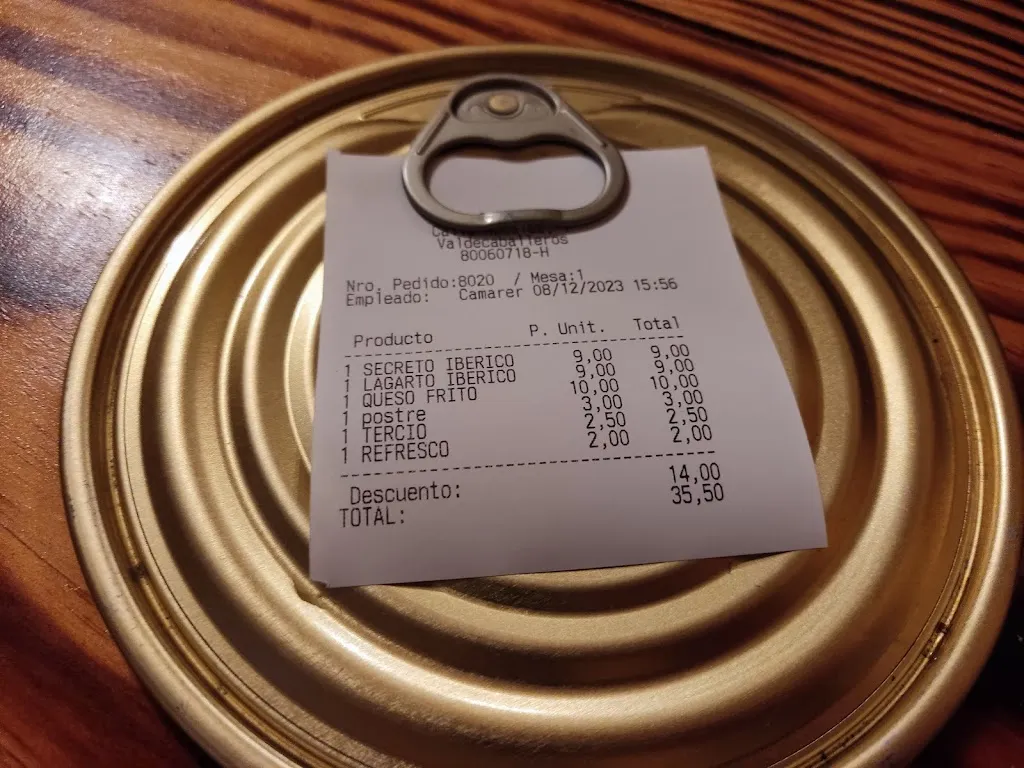 Valdecaballeros
80060718-H
Nro. Pedido:8020 / Mesa:1
Empleado: Camarer 08/12/2023 15:56
Producto P. Unit. Total
1 SECRETO IBERICO 9,00 9,00
1 LAGARTO IBERICO 9,00 9,00
1 QUESO FRITO 10,00 10,00
1 postre 3,00 3,00
1 TERCIO 2,50 2,50
1 REFRESCO 2,00 2,00
Descuento: 14,00
TOTAL: 35,50